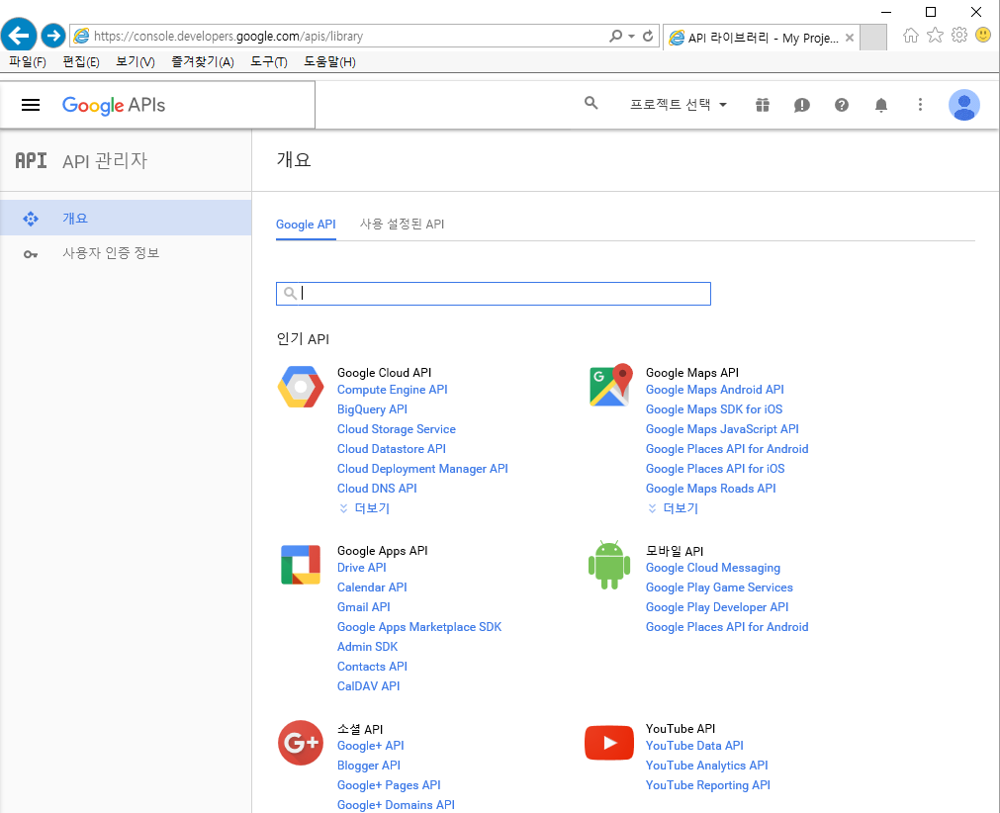 https://console.developers.google.com/apis/library
API 라이브러리 - My Proje...
파일(F) 편집(E) 보기(V) 즐겨찾기(A) 도구(T) 도움말(H)
Google APIs
프로젝트 선택
API API 관리자
개요
개요
사용자 인증 정보
Google API
사용 설정된 API
인기 API
Google Cloud API
Compute Engine API
BigQuery API
Cloud Storage Service
Cloud Datastore API
Cloud Deployment Manager API
Cloud DNS API
더보기
Google Maps API
Google Maps Android API
Google Maps SDK for iOS
Google Maps JavaScript API
Google Places API for Android
Google Places API for iOS
Google Maps Roads API
더보기
Google Apps API
Drive API
Calendar API
Gmail API
Google Apps Marketplace SDK
Admin SDK
Contacts API
CalDAV API
모바일 API
Google Cloud Messaging
Google Play Game Services
Google Play Developer API
Google Places API for Android
G+
소셜 API
Google+ API
Blogger API
Google+ Pages API
Google+ Domains API
YouTube API
YouTube Data API
YouTube Analytics API
YouTube Reporting API